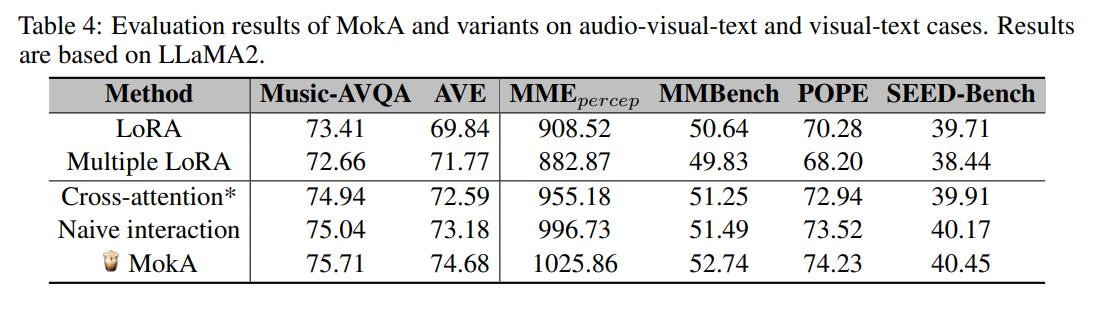 Table 4: Evaluation results of MokA and variants on audio-visual-text and visual-text cases. Results
are based on LLaMA2.
Method Music-AVQA AVE MMEpercep MMBench POPE SEED-Bench
LoRA 73.41 69.84 908.52 50.64 70.28 39.71
Multiple LoRA 72.66 71.77 882.87 49.83 68.20 38.44
Cross-attention* 74.94 72.59 955.18 51.25 72.94 39.91
Naive interaction 75.04 73.18 996.73 51.49 73.52 40.17
MokA 75.71 74.68 1025.86 52.74 74.23 40.45